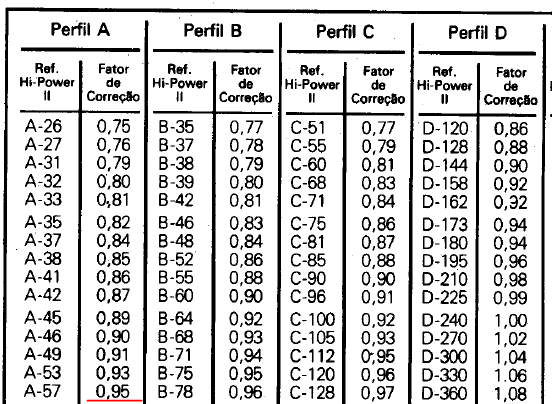 Perfil A Perfil B Perfil C Perfil D
Ref. Fator Ref. Fator Ref. Fator Ref. Fator
Hi-Power de Hi-Power de Hi-Power de Hi-Power de
II Correção II Correção II Correção II Correção
A-26 0,75 B-35 0,77 C-51 0,77 D-120 0,86
A-27 0,76 B-37 0,78 C-55 0,79 D-128 0,88
A-31 0,79 B-38 0,79 C-60 0,81 D-144 0,90
A-32 0,80 B-39 0,80 C-68 0,83 D-158 0,92
A-33 0,81 B-42 0,81 C-71 0,84 D-162 0,92
A-35 0,82 B-46 0,83 C-75 0,86 D-173 0,94
A-37 0,84 B-48 0,84 C-81 0,87 D-180 0,94
A-38 0,85 B-52 0,86 C-85 0,88 D-195 0,96
A-41 0,86 B-55 0,88 C-90 0,90 D-210 0,98
A-42 0,87 B-60 0,90 C-96 0,91 D-225 0,99
A-45 0,89 B-64 0,92 C-100 0,92 D-240 1,00
A-46 0,90 B-68 0,93 C-105 0,93 D-270 1,02
A-49 0,91 B-71 0,94 C-112 0,95 D-300 1,04
A-53 0,93 B-75 0,95 C-120 0,96 D-330 1.06
A-57 0,95 B-78 0,96 C-128 0,97 D-360 1,08